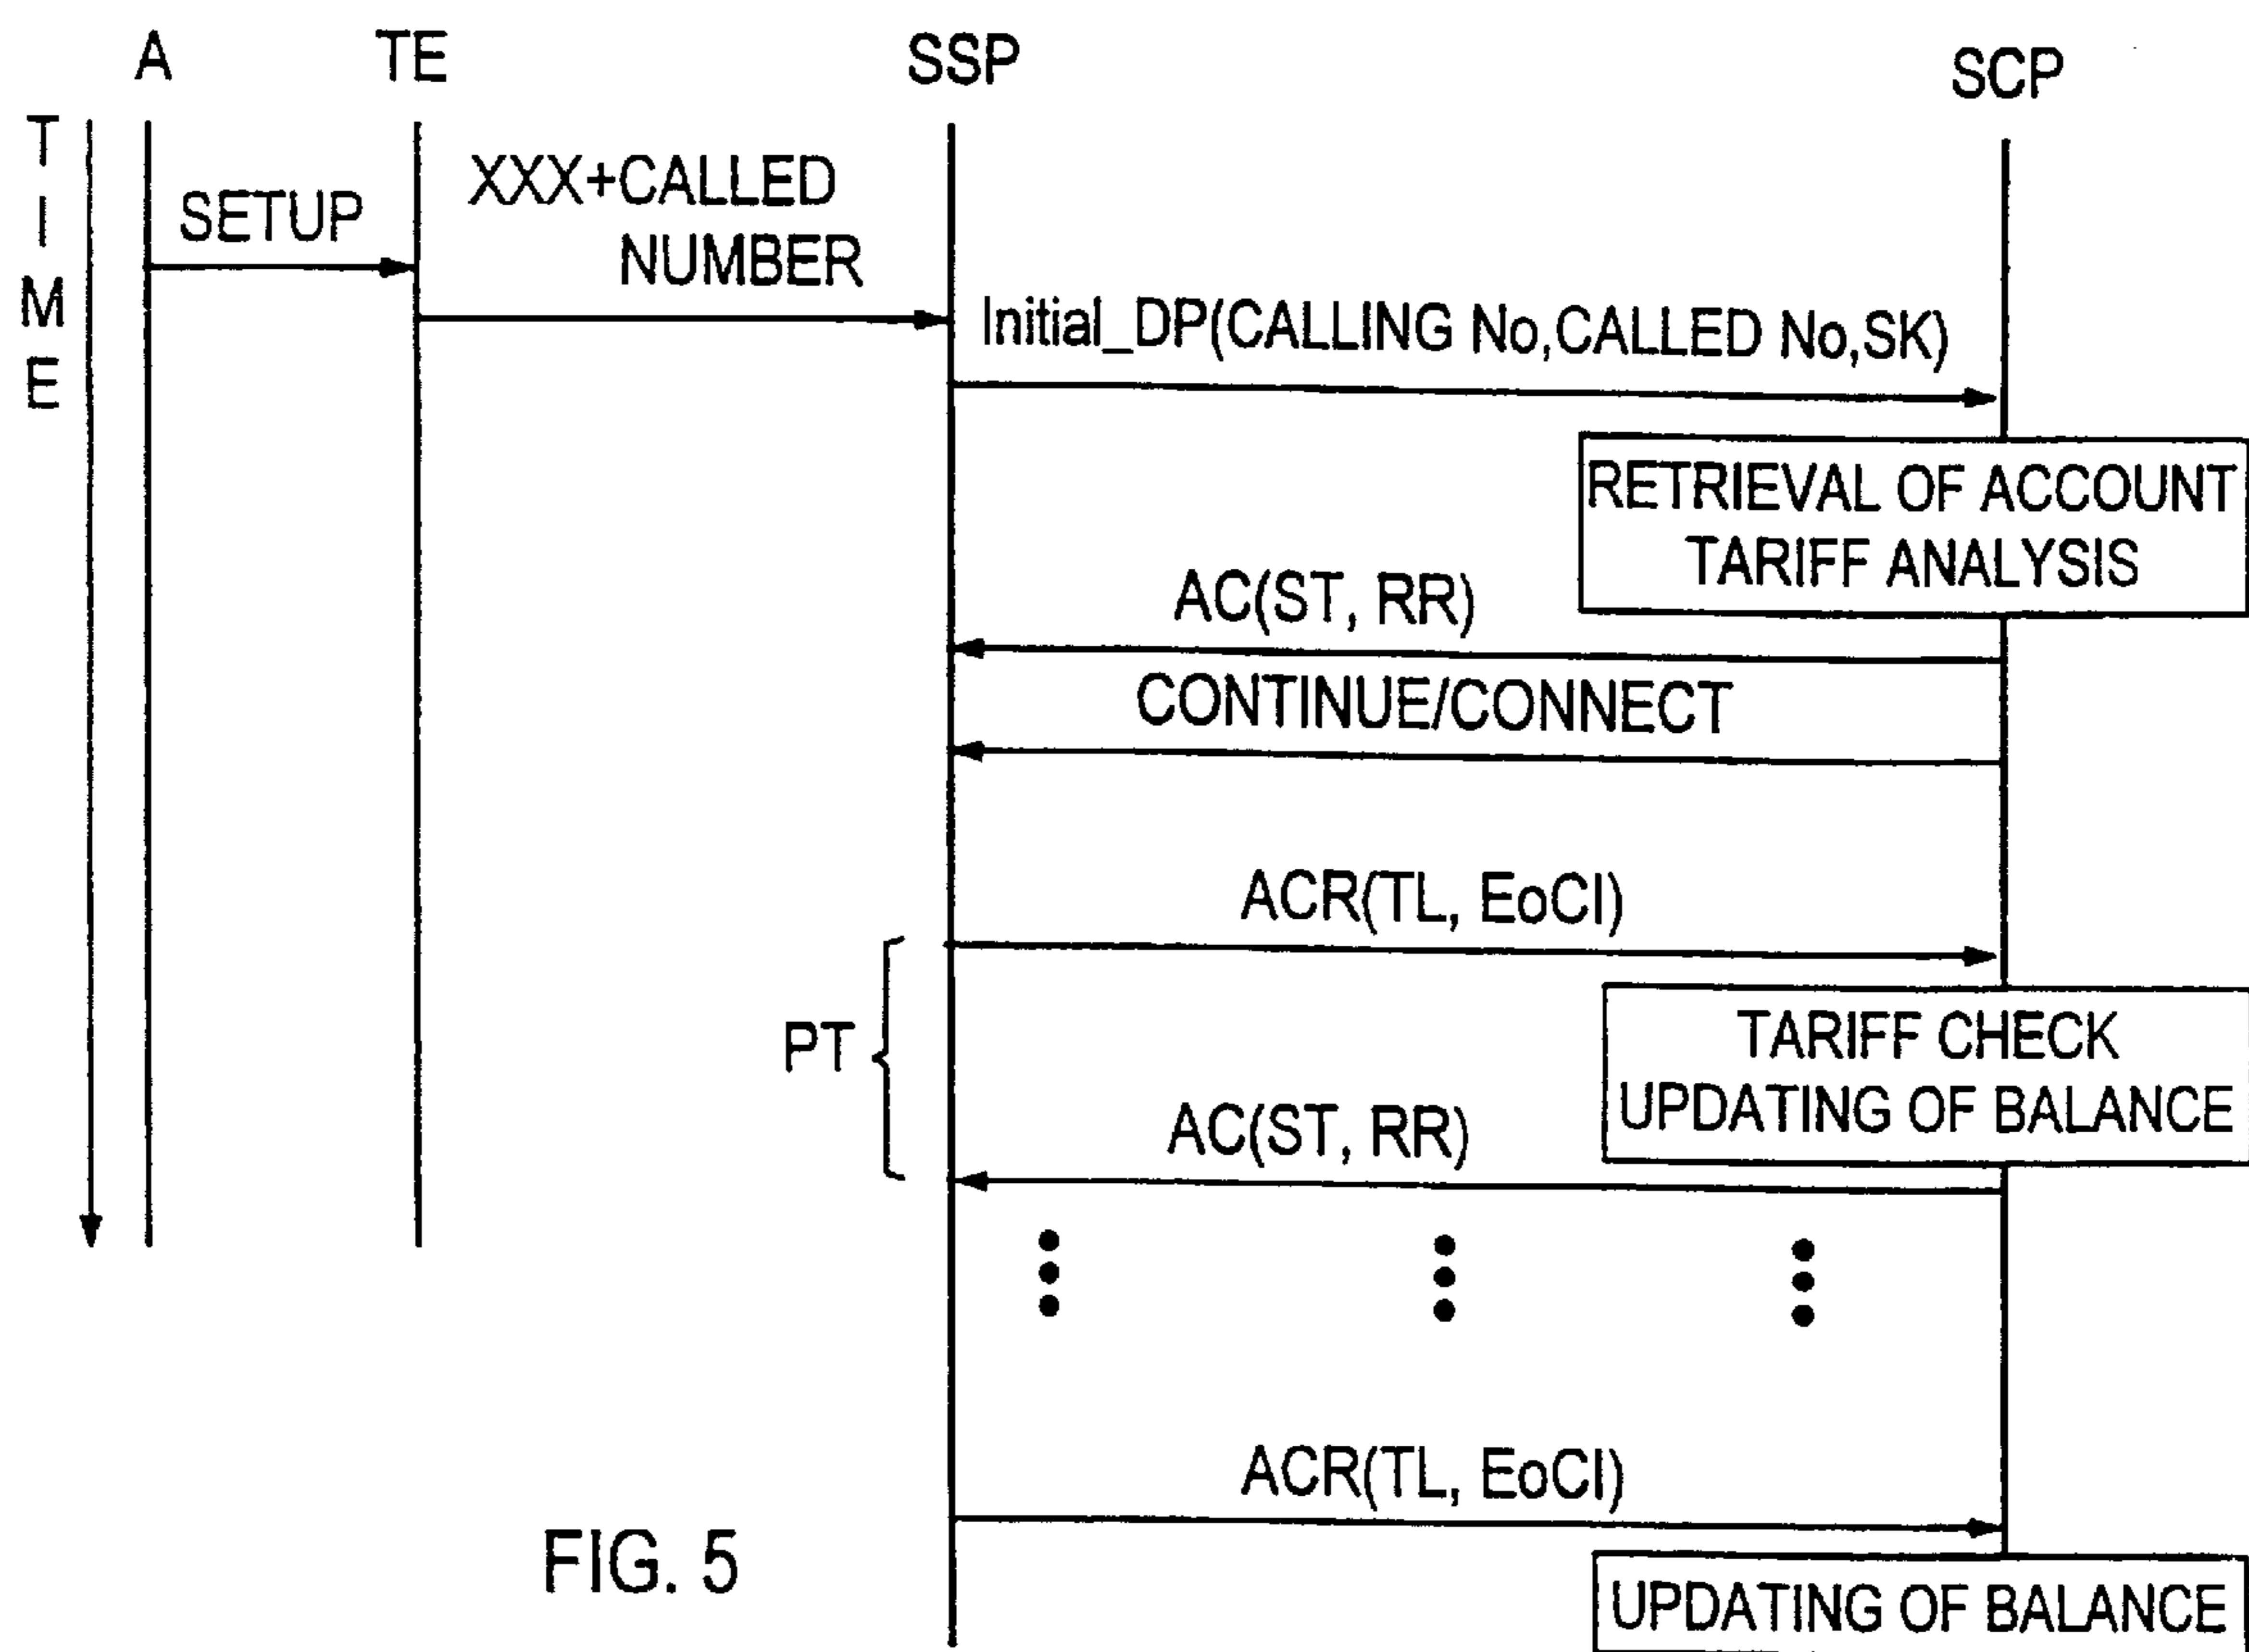 A
TE
SSP
SCP
TIME
SETUP
XXX+CALLED
NUMBER
Initial_DP(CALLING No,CALLED No,SK)
RETRIEVAL OF ACCOUNT
TARIFF ANALYSIS
AC(ST, RR)
CONTINUE/CONNECT
ACR(TL, EoCI)
PT
TARIFF CHECK
UPDATING OF BALANCE
AC(ST, RR)
ACR(TL, EoCI)
UPDATING OF BALANCE
FIG. 5